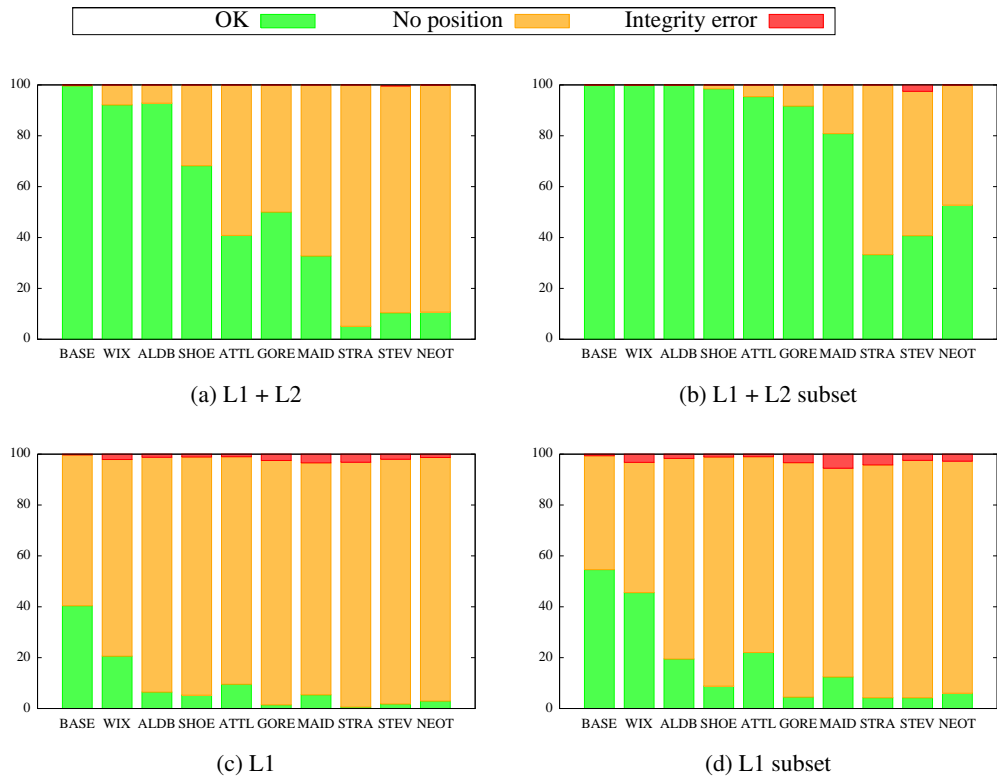 OK No position Integrity error
100 100
80 80
60 60
40 40
20 20
0 0
BASE WIX ALDB SHOE ATTL GORE MAID STRA STEV NEOT BASE WIX ALDB SHOE ATTL GORE MAID STRA STEV NEOT
(a) L1 + L2 (b) L1 + L2 subset
100 100
80 80
60 60
40 40
20 20
0 0
BASE WIX ALDB SHOE ATTL GORE MAID STRA STEV NEOT BASE WIX ALDB SHOE ATTL GORE MAID STRA STEV NEOT
(c) L1 (d) L1 subset